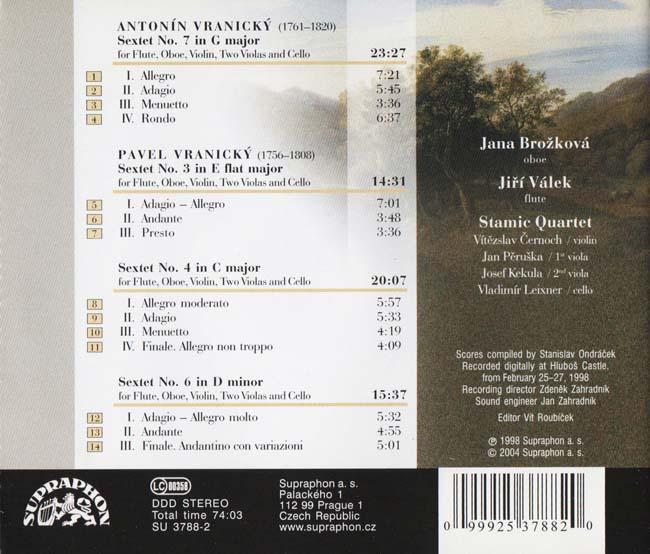 ANTONÍN VRANICKÝ (1761–1820)
Sextet No. 7 in G major
for Flute, Oboe, Violin, Two Violas and Cello 23:27
1 I. Allegro 7:21
2 II. Adagio 5:45
3 III. Menuetto 3:36
4 IV. Rondo 6:37
PAVEL VRANICKÝ (1756–1808)
Sextet No. 3 in E flat major
for Flute, Oboe, Violin, Two Violas and Cello 14:31
5 I. Adagio – Allegro 7:01
6 II. Andante 3:48
7 III. Presto 3:36
Sextet No. 4 in C major
for Flute, Oboe, Violin, Two Violas and Cello 20:07
8 I. Allegro moderato 5:57
9 II. Adagio 5:33
10 III. Menuetto 4:19
11 IV. Finale. Allegro non troppo 4:09
Sextet No. 6 in D minor
for Flute, Oboe, Violin, Two Violas and Cello 15:37
12 I. Adagio – Allegro molto 5:32
13 II. Andante 4:55
14 III. Finale. Andantino con variazioni 5:01
Jana Brožková
oboe
Jiří Válek
flute
Stamic Quartet
Vítězslav Černoch / violin
Jan Pěruška / 1st viola
Josef Kekula / 2nd viola
Vladimír Leixner / cello
Scores compiled by Stanislav Ondráček
Recorded digitally at Hluboš Castle,
from February 25–27, 1998
Recording director Zdeněk Zahradník
Sound engineer Jan Zahradník
Editor Vít Roubíček
℗ 1998 Supraphon a. s.
© 2004 Supraphon a. s.
SUPRAPHON
LC 00358
DDD STEREO
Total time 74:03
SU 3788-2
Supraphon a. s.
Palackého 1
112 99 Prague 1
Czech Republic
www.supraphon.cz
0 99925 37882 0